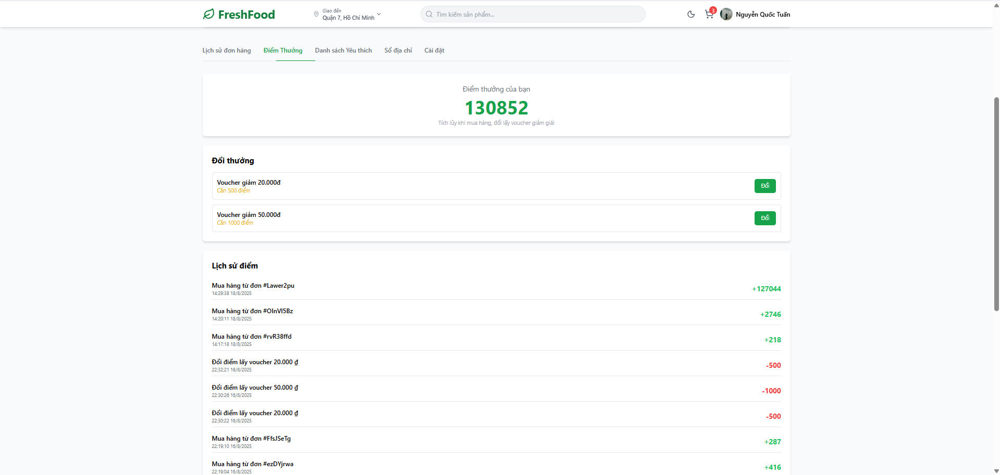 FreshFood
Giao đến
Quận 7, Hồ Chí Minh
Tìm kiếm sản phẩm...
3
Nguyễn Quốc Tuấn
Lịch sử đơn hàng
Điểm Thưởng
Danh sách Yêu thích
Sổ địa chỉ
Cài đặt
Điểm thưởng của bạn
130852
Tích lũy khi mua hàng, đổi lấy voucher giảm giá!
Đổi thưởng
Voucher giảm 20.000đ
Cần 500 điểm
Đổi
Voucher giảm 50.000đ
Cần 1000 điểm
Đổi
Lịch sử điểm
Mua hàng từ đơn #Lawer2pu
14:29:38 18/8/2025
+127044
Mua hàng từ đơn #OlnVI5Bz
14:20:11 18/8/2025
+2746
Mua hàng từ đơn #rvR38ffd
14:17:18 18/8/2025
+218
Đổi điểm lấy voucher 20.000 ₫
22:32:21 16/8/2025
-500
Đổi điểm lấy voucher 50.000 ₫
22:30:26 16/8/2025
-1000
Đổi điểm lấy voucher 20.000 ₫
22:30:22 16/8/2025
-500
Mua hàng từ đơn #FfsJSeTg
22:19:10 16/8/2025
+287
Mua hàng từ đơn #ezDYjrwa
22:19:04 16/8/2025
+416